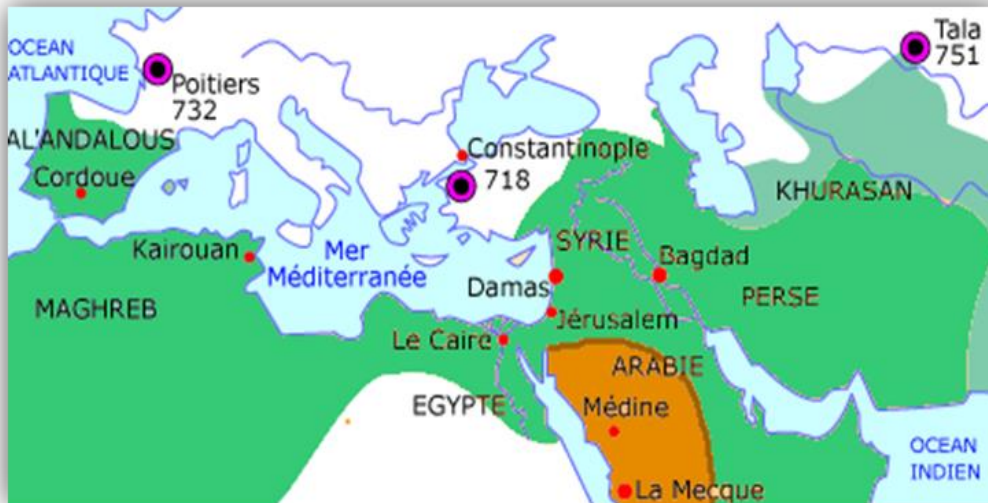 OCEAN
ATLANTIQUE
Poitiers
732
Tala
751
AL'ANDALOUS
Cordoue
Constantinople
718
KHURASAN
Kairouan
Mer
Méditerranée
SYRIE
Bagdad
Damas
PERSE
MAGHREB
Jérusalem
Le Caire
ARABIE
EGYPTE
Médine
OCEAN
INDIEN
La Mecque